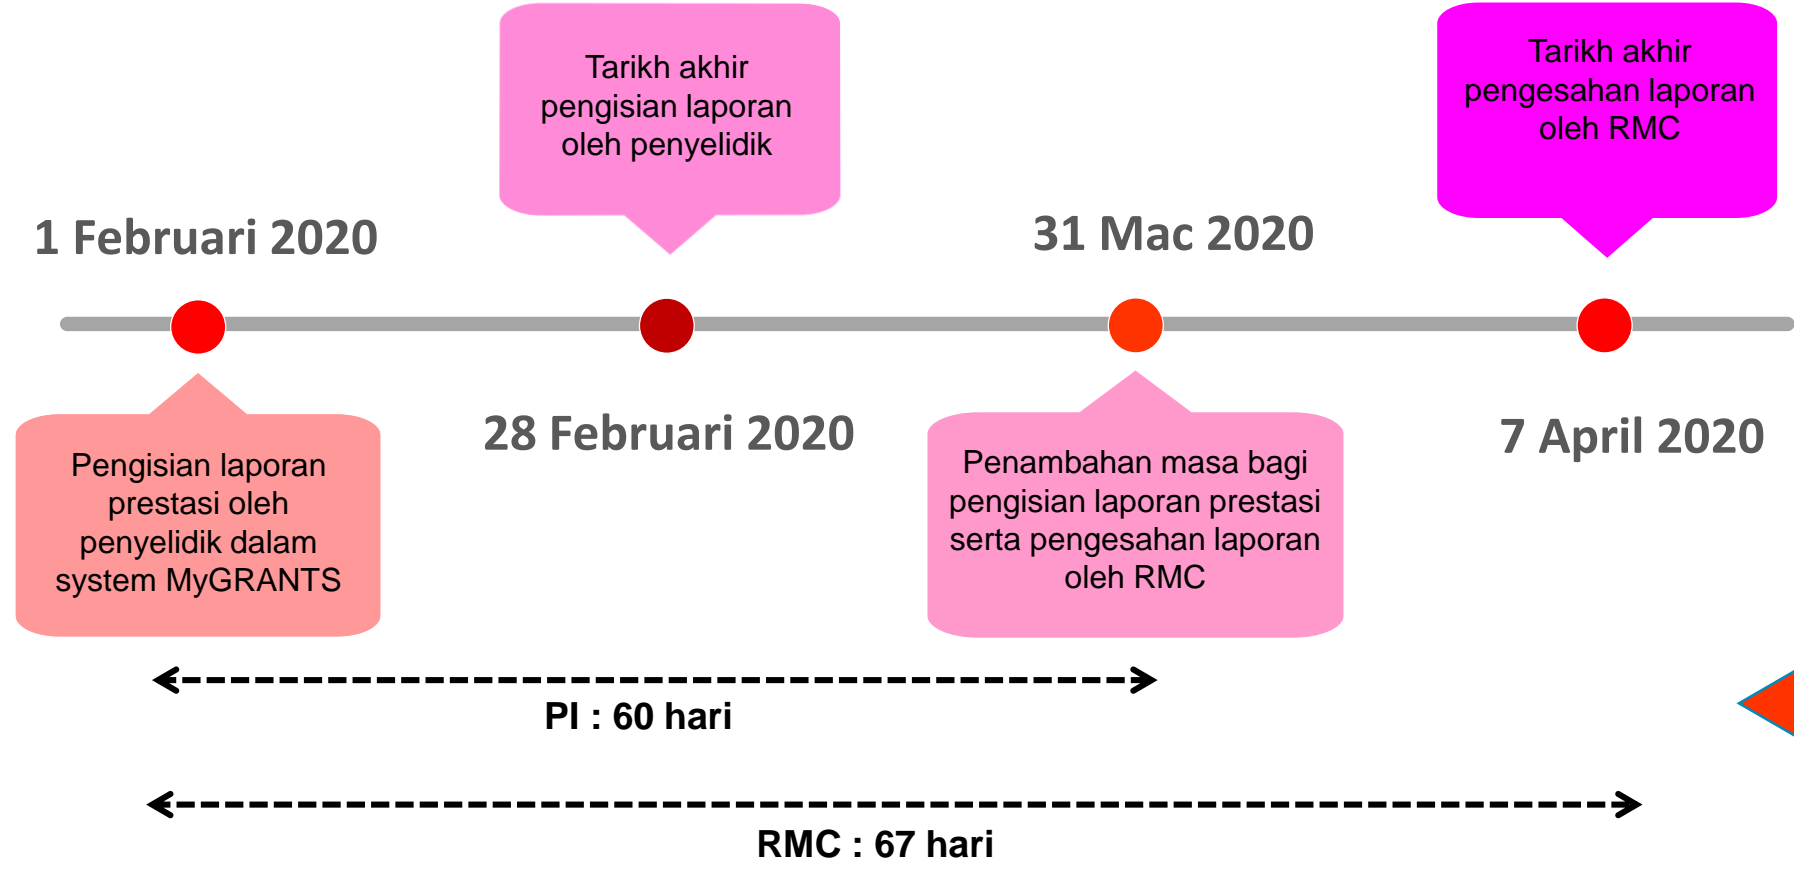 Tarikh akhir
pengisian laporan
oleh penyelidik
Tarikh akhir
pengesahan laporan
oleh RMC
1 Februari 2020
31 Mac 2020
28 Februari 2020
7 April 2020
Pengisian laporan
prestasi oleh
penyelidik dalam
system MyGRANTS
Penambahan masa bagi
pengisian laporan prestasi
serta pengesahan laporan
oleh RMC
PI : 60 hari
RMC : 67 hari